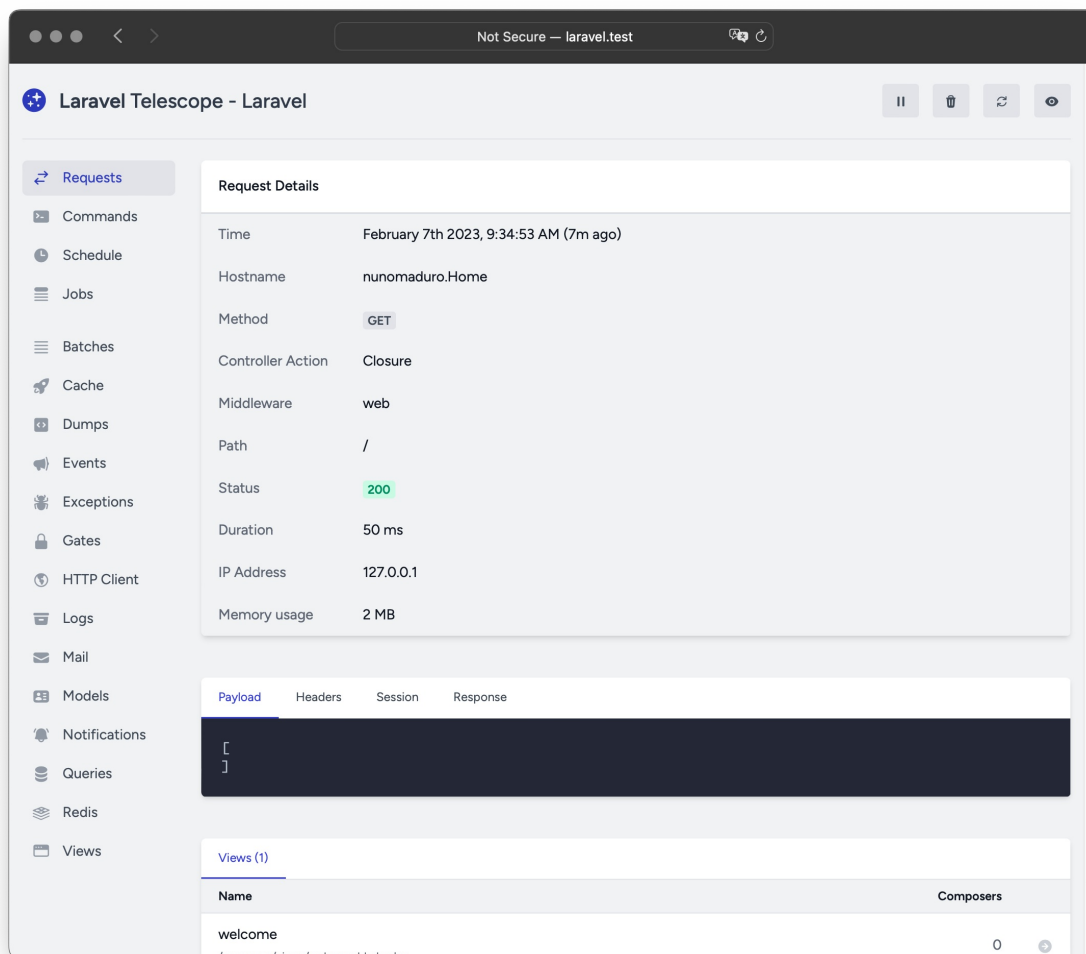 Not Secure — laravel.test
Laravel Telescope - Laravel
Requests
Commands
Schedule
Jobs
Batches
Cache
Dumps
Events
Exceptions
Gates
HTTP Client
Logs
Mail
Models
Notifications
Queries
Redis
Views
Request Details
Time February 7th 2023, 9:34:53 AM (7m ago)
Hostname nunomaduro.Home
Method GET
Controller Action Closure
Middleware web
Path /
Status 200
Duration 50 ms
IP Address 127.0.0.1
Memory usage 2 MB
Payload Headers Session Response
[
]
Views (1)
Name Composers
welcome
0